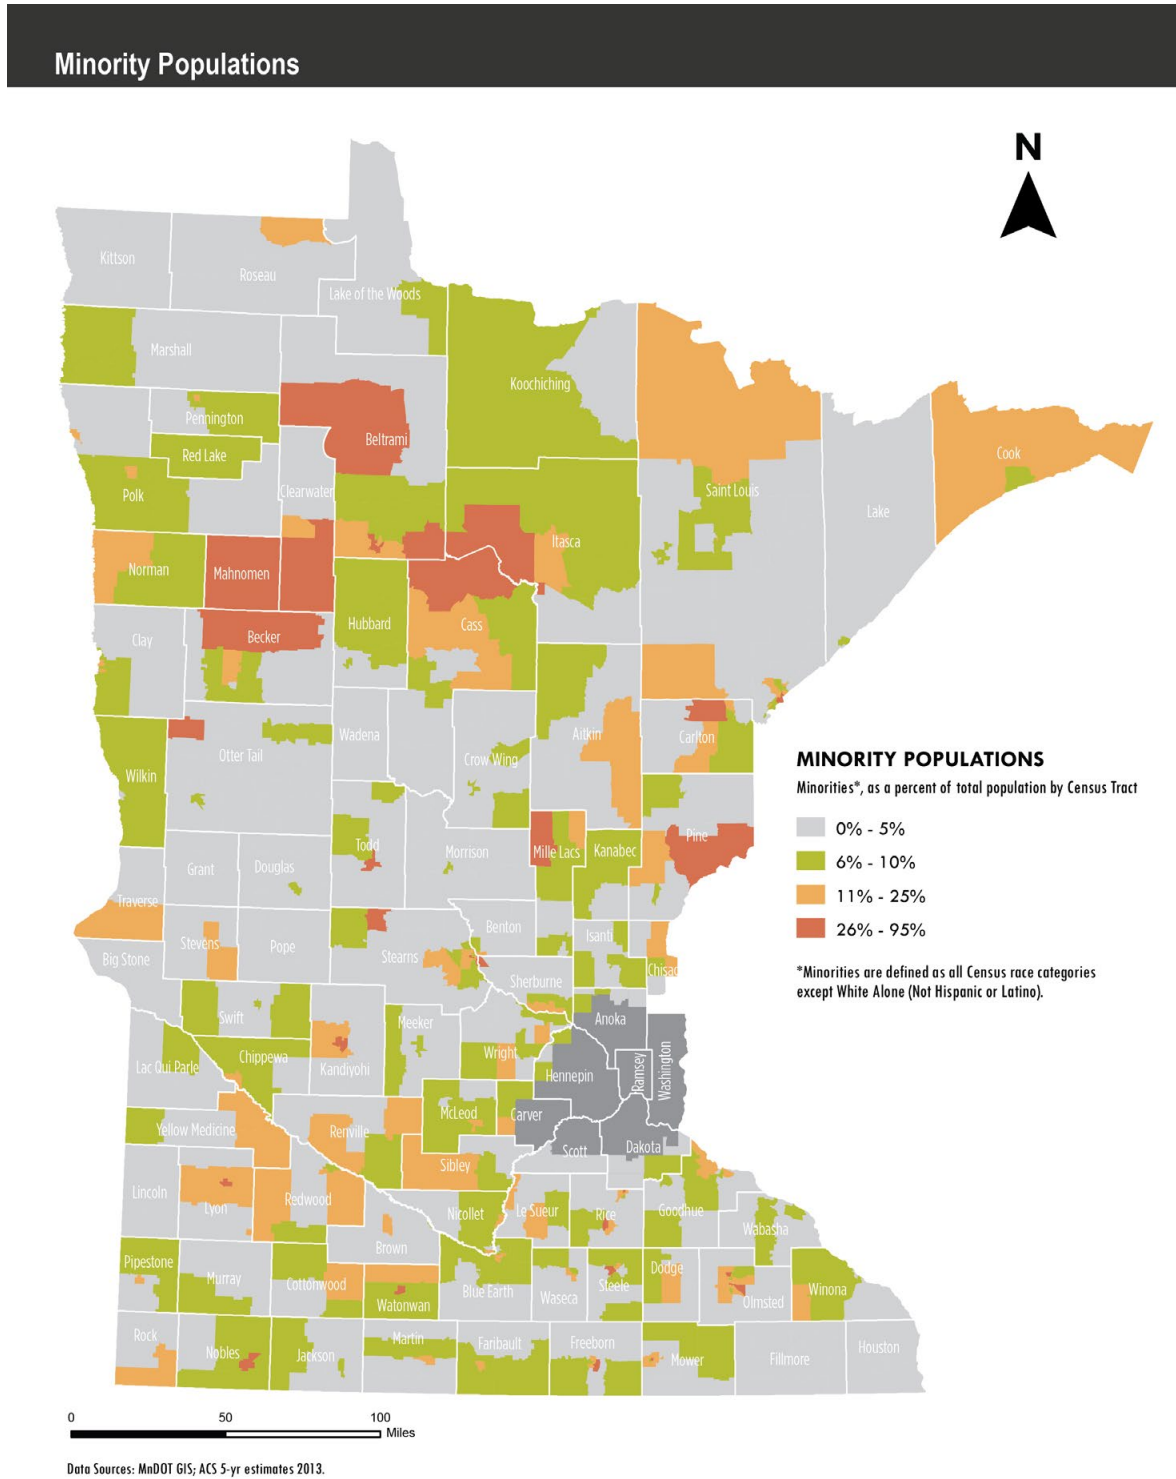 Minority Populations
N
Kittson
Roseau
Lake of the Woods
Marshall
Koochiching
Pennington
Beltrami
Red Lake
Cook
Polk
Clearwater
Saint Louis
Lake
Itasca
Norman
Mahnomen
Hubbard
Cass
Clay
Becker
Wadena
Aitkin
Carlton
Otter Tail
Crow Wing
Wilkin
MINORITY POPULATIONS
Minorities*, as a percent of total population by Census Tract
0% - 5%
6% - 10%
11% - 25%
26% - 95%
*Minorities are defined as all Census race categories
except White Alone (Not Hispanic or Latino).
Pine
Todd
Morrison
Mille Lacs
Kanabec
Grant
Douglas
Traverse
Benton
Isanti
Stevens
Pope
Stearns
Big Stone
Chisag
Sherburne
Swift
Meeker
Anoka
Wright
Chippewa
Kandiyohi
Lac Qui Parle
Hennepin
Ramsey
Washington
McLeod
Carver
Yellow Medicine
Renville
Scott
Dakota
Sibley
Lincoln
Lyon
Redwood
Nicollet
Le Sueur
Rice
Goodhue
Wabasha
Brown
Pipestone
Murray
Cottonwood
Watonwan
Blue Earth
Waseca
Steele
Dodge
Olmsted
Winona
Rock
Nobles
Jackson
Martin
Faribault
Freeborn
Mower
Fillmore
Houston
0 50 100
Miles
Data Sources: MnDOT GIS; ACS 5-yr estimates 2013.